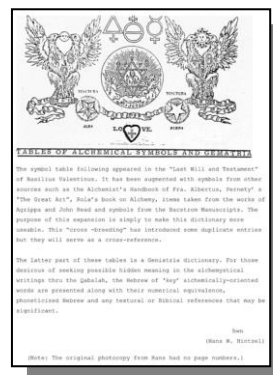 TINCTURA
TINCTURA
LOVE.
TABLES OF ALCHEMICAL SYMBOLS AND GEMATRIA
The symbol table following appeared in the "Last Will and Testament"
of Basilius Valentinus. It has been augmented with symbols from other
sources such as the Alchemist's Handbook of Fra. Albertus, Pernety' s
"The Great Art", Rula's book on Alchemy, items taken from the works of
Agrippa and John Read and symbols from the Bacstrom Manuscripts. The
purpose of this expansion is simply to make this dictionary more
useable. This "cross -breeding" has introduced some duplicate entries
but they will serve as a cross-reference.
The latter part of these tables is a Gematria dictionary. For those
desirous of seeking possible hidden meaning in the alchemystical
writings thru the Qabalah, the Hebrew of 'key' alchemically-oriented
words are presented along with their numerical equivalence,
phoneticized Hebrew and any textural or Biblical references that may be
significant.
(Hans W. Nintzel)
(Note: The original photocopy from Hans had no page numbers.)